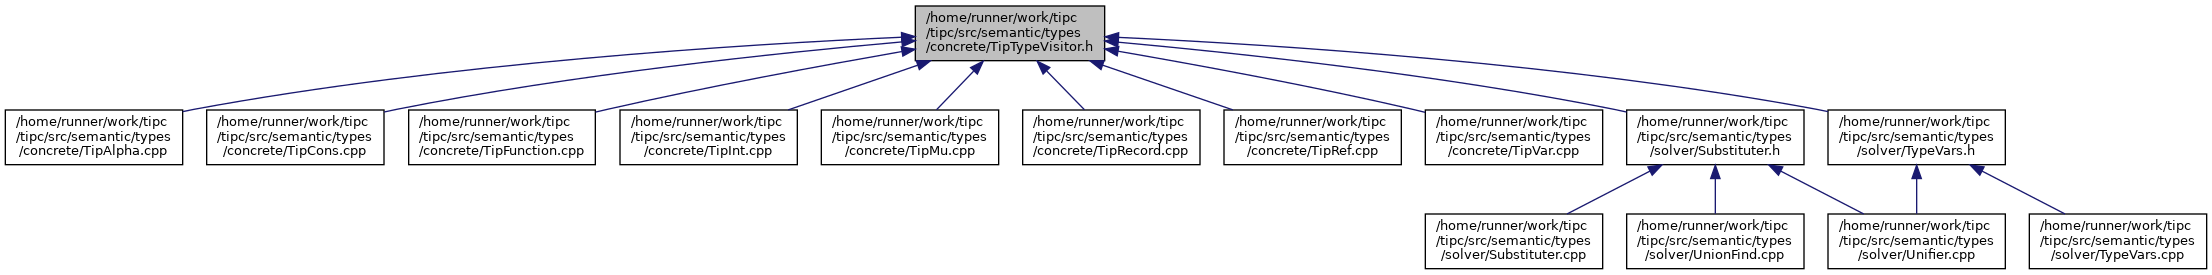 /home/runner/work/tipc
/tipc/src/semantic/types
/concrete/TipTypeVisitor.h
/home/runner/work/tipc
/tipc/src/semantic/types
/concrete/TipAlpha.cpp
/home/runner/work/tipc
/tipc/src/semantic/types
/concrete/TipCons.cpp
/home/runner/work/tipc
/tipc/src/semantic/types
/concrete/TipFunction.cpp
/home/runner/work/tipc
/tipc/src/semantic/types
/concrete/TipInt.cpp
/home/runner/work/tipc
/tipc/src/semantic/types
/concrete/TipMu.cpp
/home/runner/work/tipc
/tipc/src/semantic/types
/concrete/TipRecord.cpp
/home/runner/work/tipc
/tipc/src/semantic/types
/concrete/TipRef.cpp
/home/runner/work/tipc
/tipc/src/semantic/types
/concrete/TipVar.cpp
/home/runner/work/tipc
/tipc/src/semantic/types
/solver/Substituter.h
/home/runner/work/tipc
/tipc/src/semantic/types
/solver/TypeVars.h
/home/runner/work/tipc
/tipc/src/semantic/types
/solver/Substituter.cpp
/home/runner/work/tipc
/tipc/src/semantic/types
/solver/UnionFind.cpp
/home/runner/work/tipc
/tipc/src/semantic/types
/solver/Unifier.cpp
/home/runner/work/tipc
/tipc/src/semantic/types
/solver/TypeVars.cpp